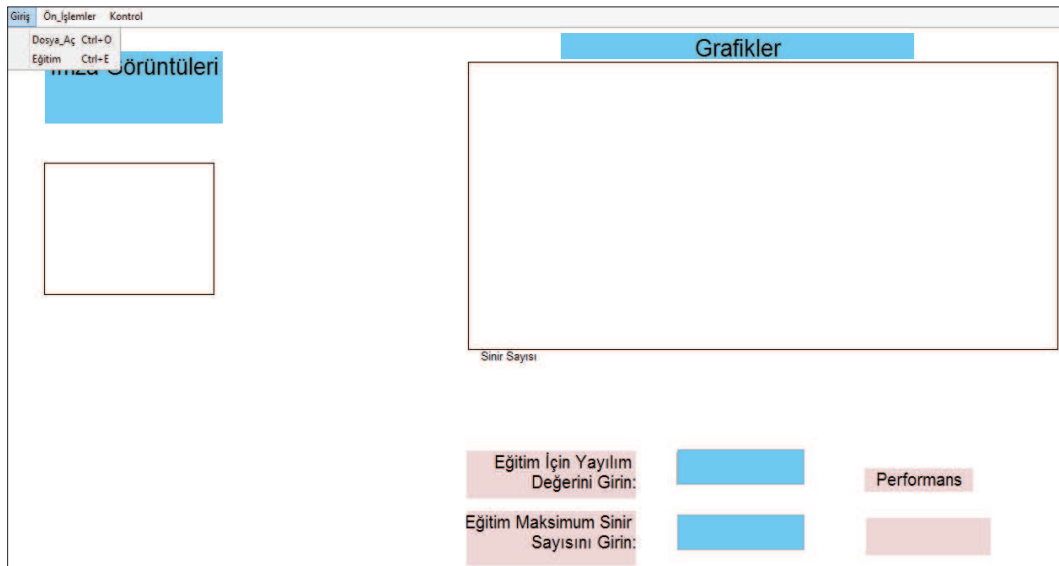 Giriş Ön_İşlemler Kontrol
Dosya_Aç Ctrl+O
Eğitim Ctrl+E
İmza Görüntüleri
Grafikler
Sinir Sayısı
Eğitim İçin Yayılım
Değerini Girin:
Performans
Eğitim Maksimum Sinir
Sayısını Girin: